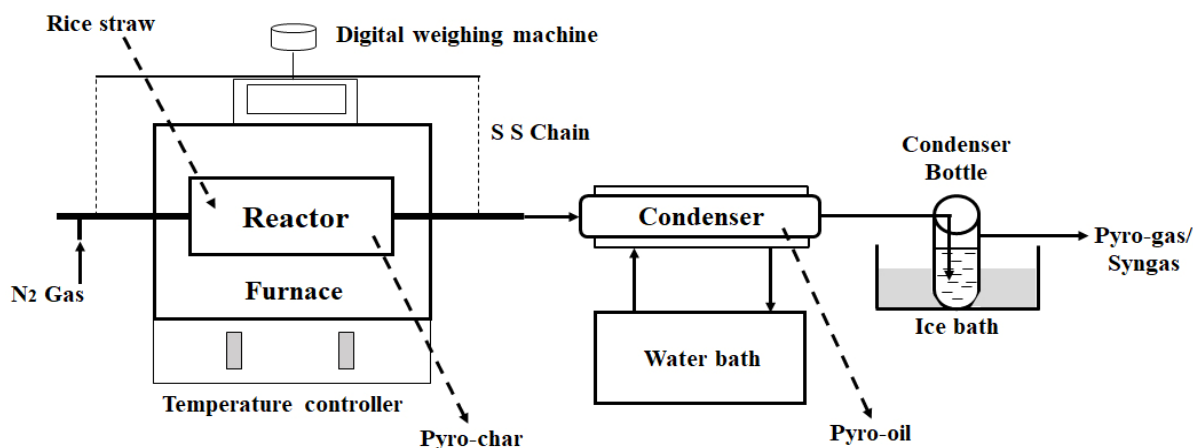 Rice straw
Digital weighing machine
S S Chain
Condenser
Bottle
Reactor
Condenser
Pyro-gas/
Syngas
N2 Gas
Furnace
Ice bath
Water bath
Temperature controller
Pyro-char
Pyro-oil